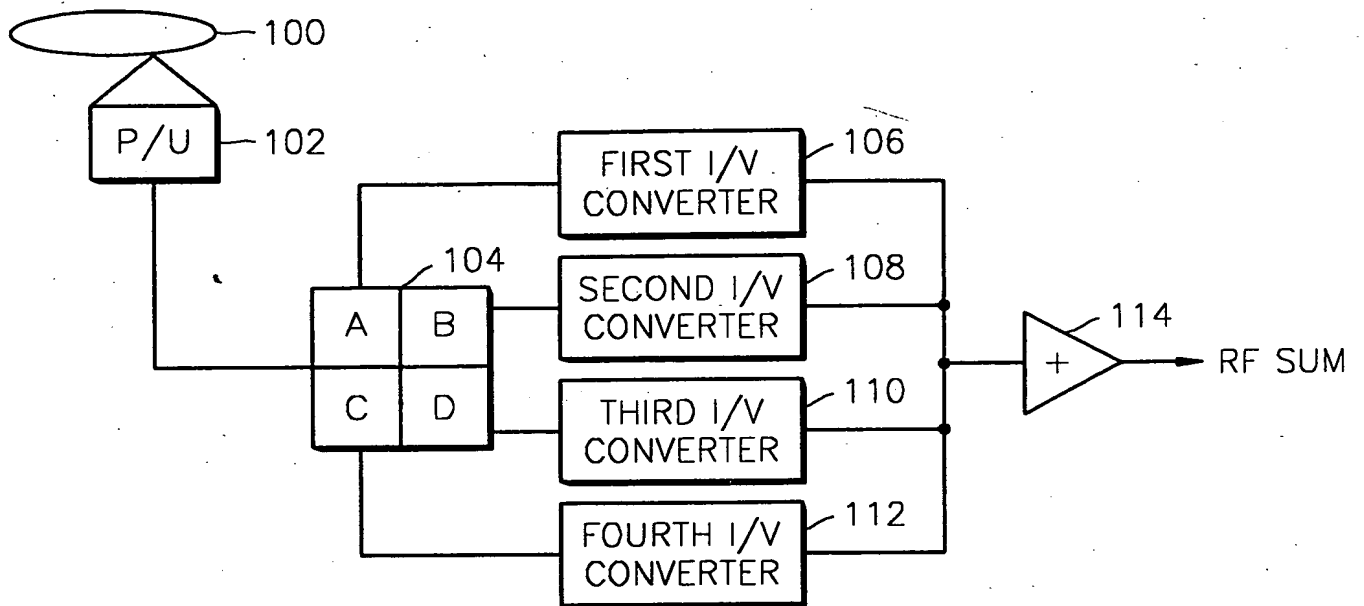 100
P/U
102
FIRST I/V
CONVERTER
106
104
A
B
C
D
SECOND I/V
CONVERTER
108
114
+
RF SUM
THIRD I/V
CONVERTER
110
FOURTH I/V
CONVERTER
112